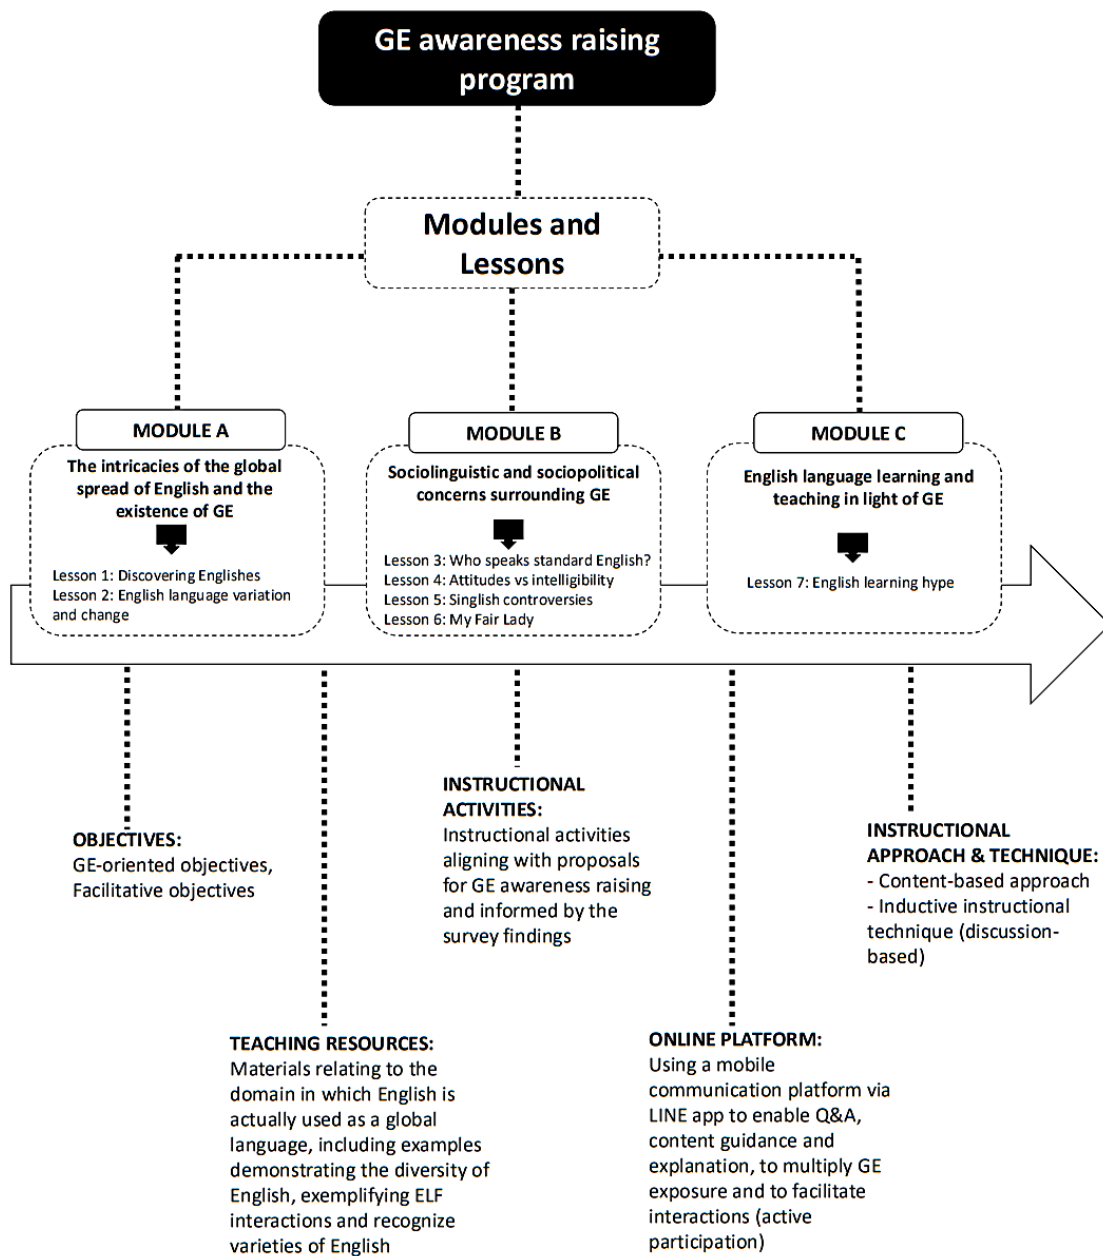 GE awareness raising
program
Modules and
Lessons
MODULE A
The intricacies of the global
spread of English and the
existence of GE
Lesson 1: Discovering Englishes
Lesson 2: English language variation
and change
MODULE B
Sociolinguistic and sociopolitical
concerns surrounding GE
Lesson 3: Who speaks standard English?
Lesson 4: Attitudes vs intelligibility
Lesson 5: Singlish controversies
Lesson 6: My Fair Lady
MODULE C
English language learning and
teaching in light of GE
Lesson 7: English learning hype
OBJECTIVES:
GE-oriented objectives,
Facilitative objectives
TEACHING RESOURCES:
Materials relating to the
domain in which English is
actually used as a global
language, including examples
demonstrating the diversity of
English, exemplifying ELF
interactions and recognize
varieties of English
INSTRUCTIONAL
ACTIVITIES:
Instructional activities
aligning with proposals
for GE awareness raising
and informed by the
survey findings
ONLINE PLATFORM:
Using a mobile
communication platform via
LINE app to enable Q&A,
content guidance and
explanation, to multiply GE
exposure and to facilitate
interactions (active
participation)
INSTRUCTIONAL
APPROACH & TECHNIQUE:
- Content-based approach
- Inductive instructional
technique (discussion-
based)